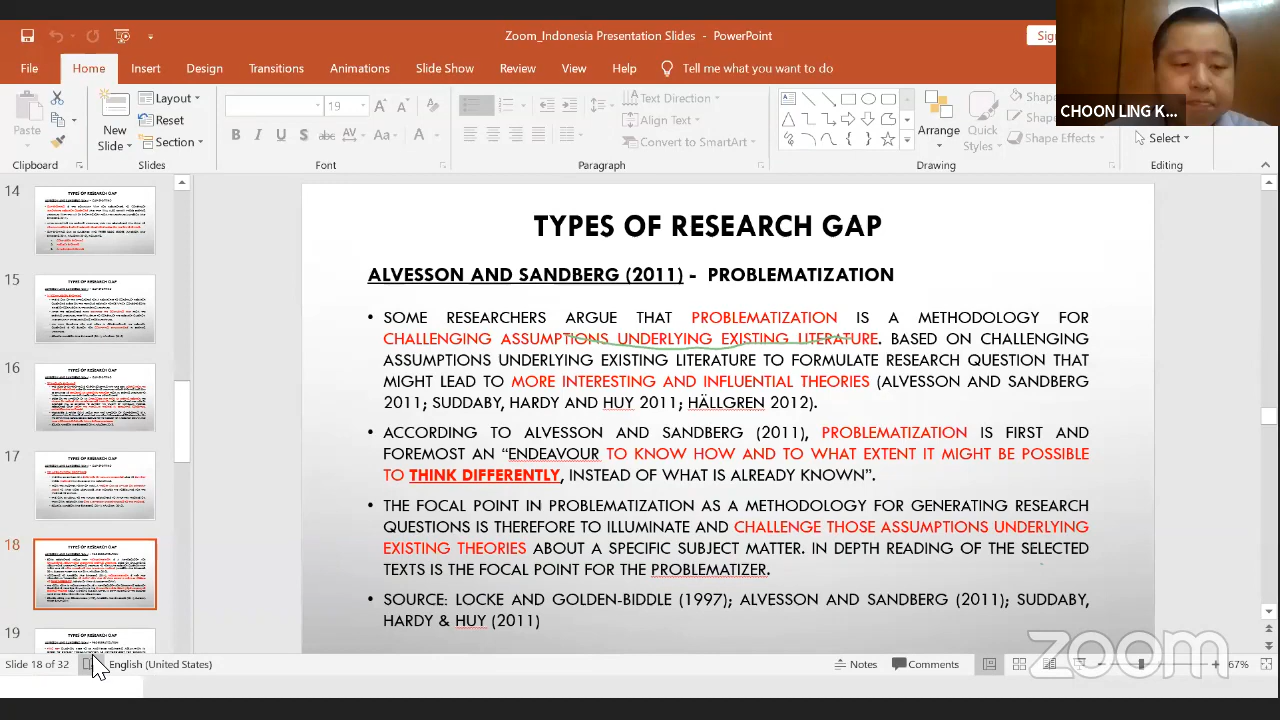 Zoom_Indonesia Presentation Slides - PowerPoint
File Home Insert Design Transitions Animations Slide Show Review View Help Tell me what you want to do
CHOON LING K...
Paste
New
Slide
Layout
Reset
Section
19
B I U S abc AV Aa A
Text Direction
Align Text
Convert to SmartArt
Arrange
Quick
Styles
Shape Effects
Select
Clipboard Slides Font Paragraph Drawing Editing
14
15
16
17
18
19
TYPES OF RESEARCH GAP
ALVESSON AND SANDBERG (2011) - PROBLEMATIZATION
• SOME RESEARCHERS ARGUE THAT PROBLEMATIZATION IS A METHODOLOGY FOR
CHALLENGING ASSUMPTIONS UNDERLYING EXISTING LITERATURE. BASED ON CHALLENGING
ASSUMPTIONS UNDERLYING EXISTING LITERATURE TO FORMULATE RESEARCH QUESTION THAT
MIGHT LEAD TO MORE INTERESTING AND INFLUENTIAL THEORIES (ALVESSON AND SANDBERG
2011; SUDDABY, HARDY AND HUY 2011; HÄLLGREN 2012).
• ACCORDING TO ALVESSON AND SANDBERG (2011), PROBLEMATIZATION IS FIRST AND
FOREMOST AN “ENDEAVOUR TO KNOW HOW AND TO WHAT EXTENT IT MIGHT BE POSSIBLE
TO THINK DIFFERENTLY, INSTEAD OF WHAT IS ALREADY KNOWN”.
• THE FOCAL POINT IN PROBLEMATIZATION AS A METHODOLOGY FOR GENERATING RESEARCH
QUESTIONS IS THEREFORE TO ILLUMINATE AND CHALLENGE THOSE ASSUMPTIONS UNDERLYING
EXISTING THEORIES ABOUT A SPECIFIC SUBJECT MATTER. IN DEPTH READING OF THE SELECTED
TEXTS IS THE FOCAL POINT FOR THE PROBLEMATIZER.
• SOURCE: LOCKE AND GOLDEN-BIDDLE (1997); ALVESSON AND SANDBERG (2011); SUDDABY,
HARDY & HUY (2011)
Slide 18 of 32 English (United States) Notes Comments 67%
zoom